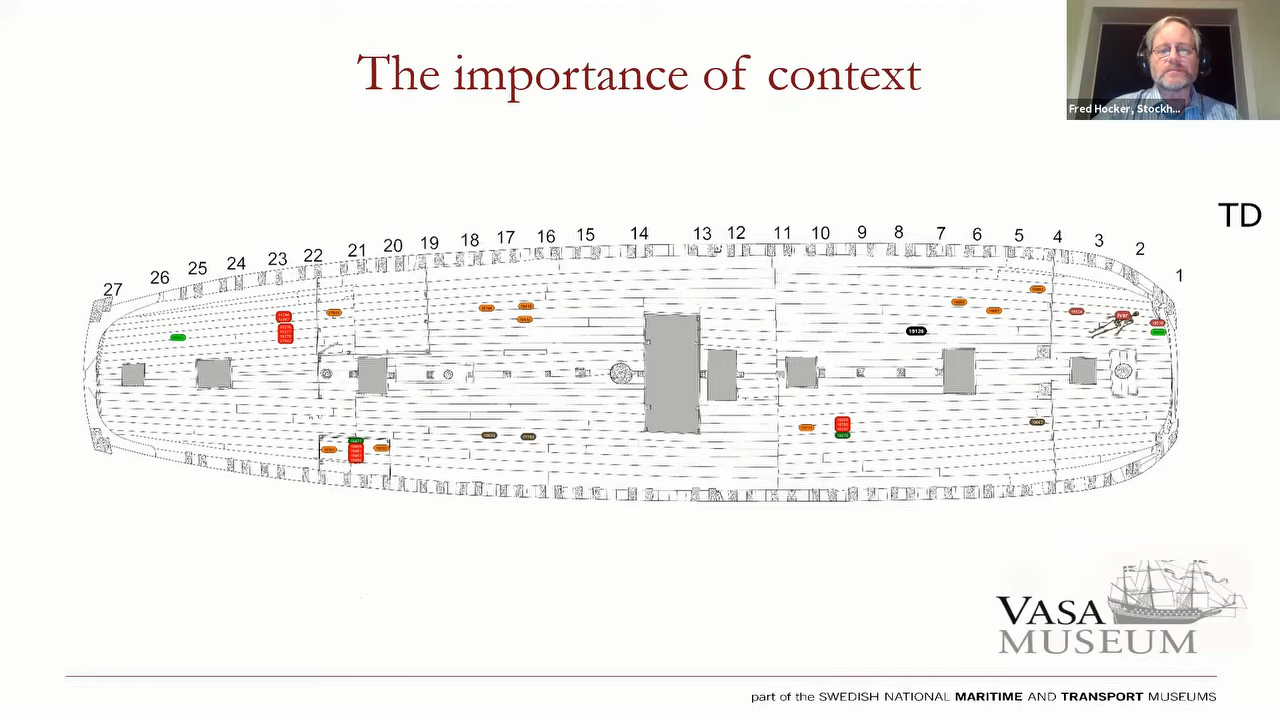 The importance of context
Fred Hocker, Stockh...
TD
27 26 25 24 23 22 21 20 19 18 17 16 15 14 13 12 11 10 9 8 7 6 5 4 3 2 1
19126
VASA
MUSEUM
part of the SWEDISH NATIONAL MARITIME AND TRANSPORT MUSEUMS